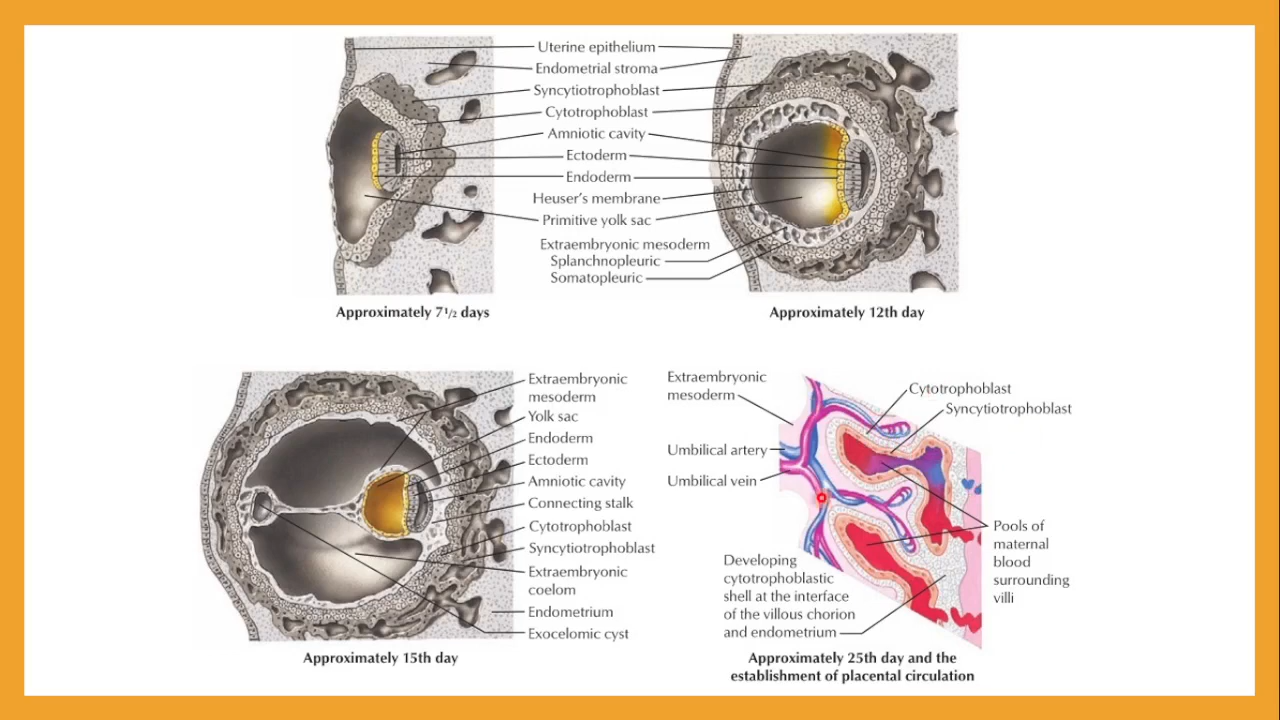 Uterine epithelium
Endometrial stroma
Syncytiotrophoblast
Cytotrophoblast
Amniotic cavity
Ectoderm
Endoderm
Heuser's membrane
Primitive yolk sac
Extraembryonic mesoderm
Splanchnopleuric
Somatopleuric
Approximately 7 1/2 days
Approximately 12th day
Extraembryonic
mesoderm
Yolk sac
Endoderm
Ectoderm
Amniotic cavity
Connecting stalk
Cytotrophoblast
Syncytiotrophoblast
Extraembryonic
coelom
Endometrium
Exocelomic cyst
Approximately 15th day
Extraembryonic
mesoderm
Umbilical artery
Umbilical vein
Cytotrophoblast
Syncytiotrophoblast
Pools of
maternal
blood
surrounding
villi
Developing
cytotrophoblastic
shell at the interface
of the villous chorion
and endometrium
Approximately 25th day and the
establishment of placental circulation